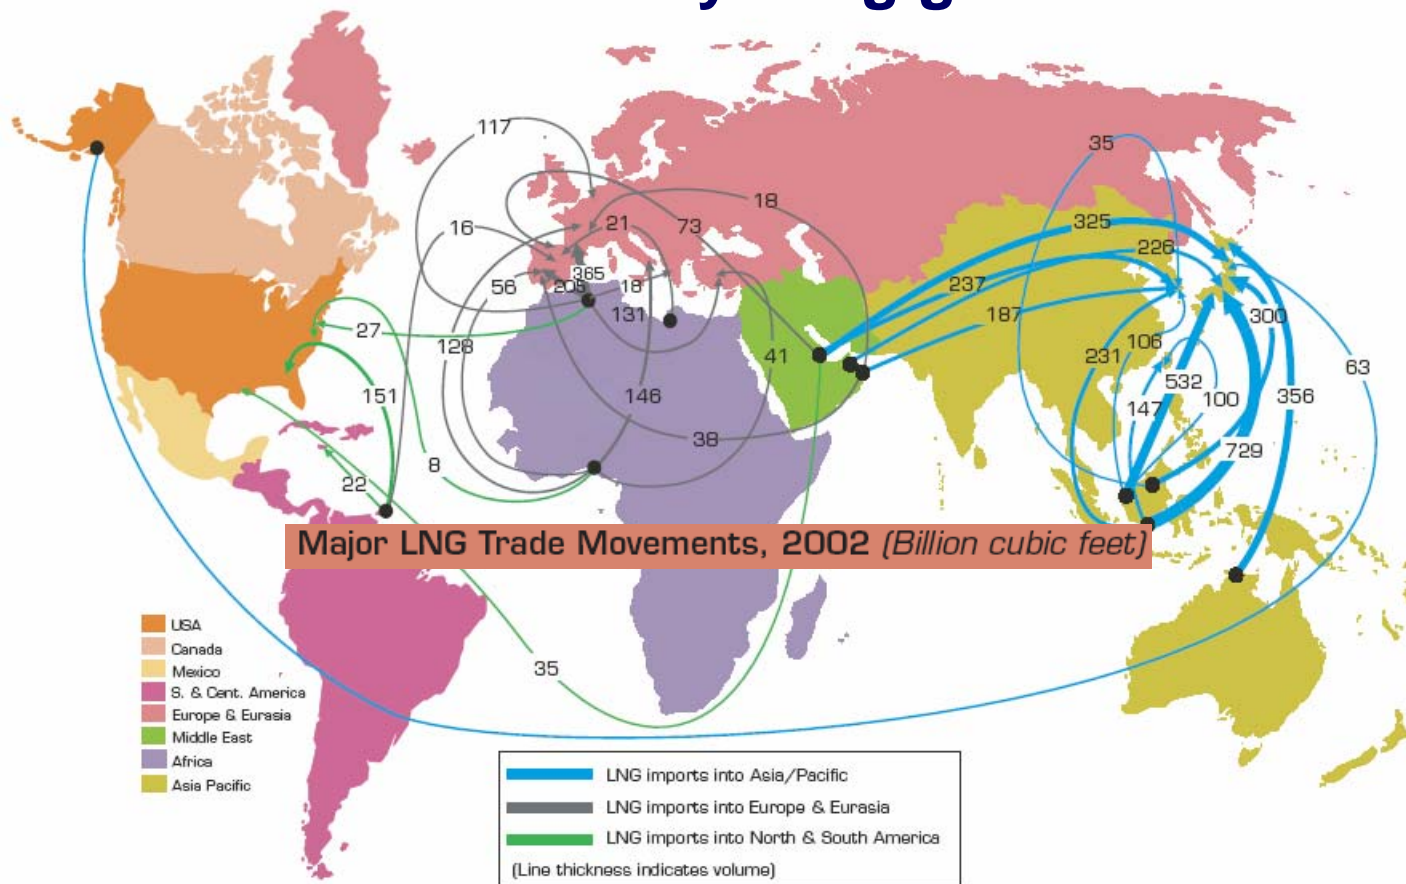 117
35
16
21
73
18
325
226
365
56
205
18
237
131
187
300
27
128
41
231
106
63
151
146
532
100
356
147
38
8
729
22
Major LNG Trade Movements, 2002 (Billion cubic feet)
35
USA
Canada
Mexico
S. & Cent. America
Europe & Eurasia
Middle East
Africa
Asia Pacific
LNG imports into Asia/Pacific
LNG imports into Europe & Eurasia
LNG imports into North & South America
(Line thickness indicates volume)